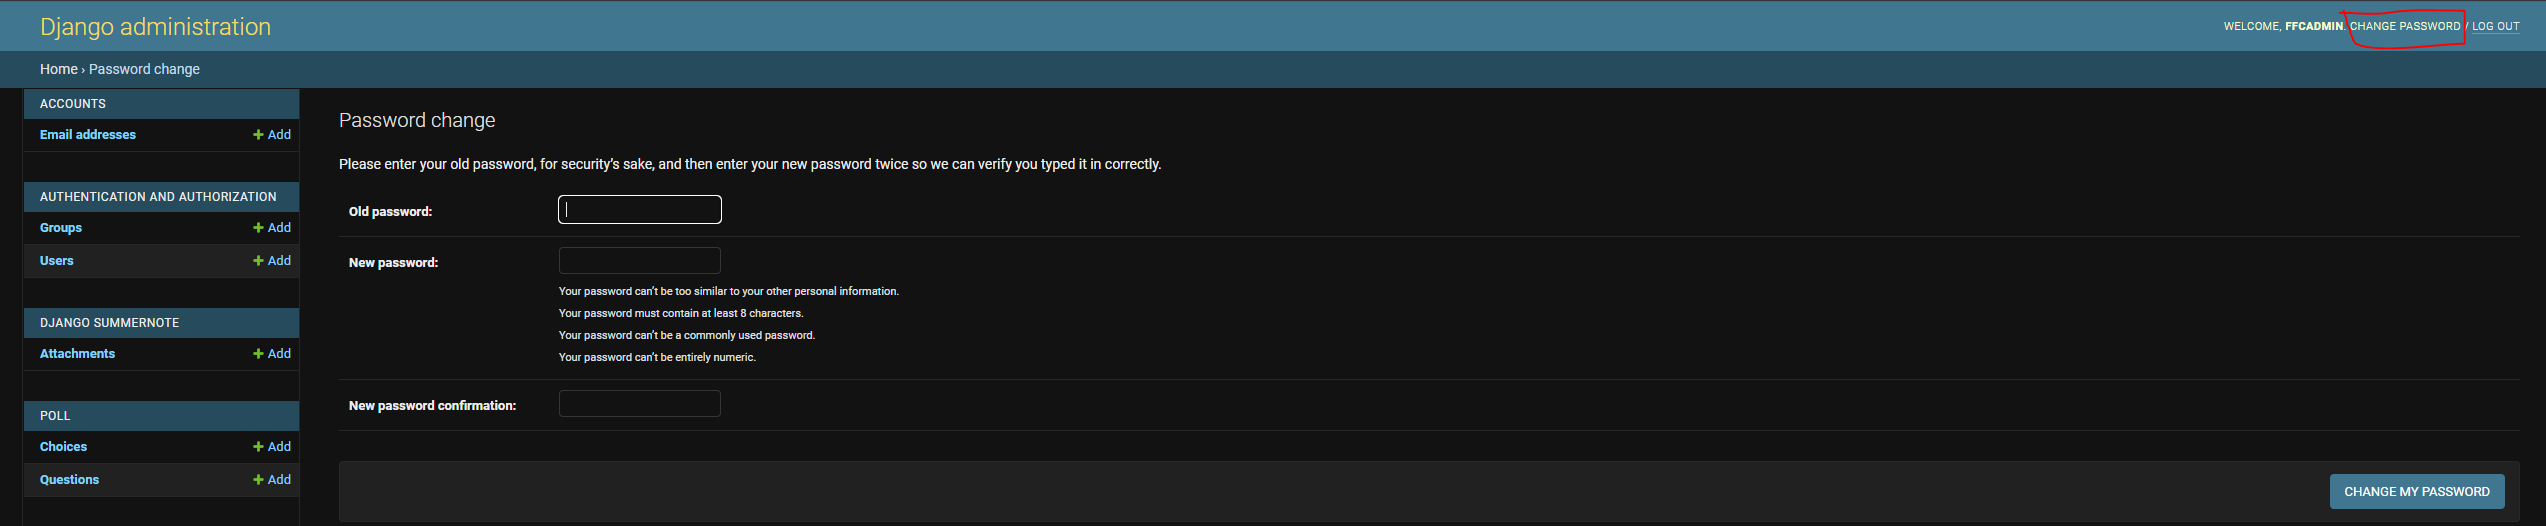 Django administration
WELCOME, FFCADMIN. CHANGE PASSWORD / LOG OUT
Home › Password change
ACCOUNTS
Email addresses + Add
AUTHENTICATION AND AUTHORIZATION
Groups + Add
Users + Add
DJANGO SUMMERNOTE
Attachments + Add
POLL
Choices + Add
Questions + Add
Password change
Please enter your old password, for security’s sake, and then enter your new password twice so we can verify you typed it in correctly.
Old password:
New password:
Your password can’t be too similar to your other personal information.
Your password must contain at least 8 characters.
Your password can’t be a commonly used password.
Your password can’t be entirely numeric.
New password confirmation:
CHANGE MY PASSWORD